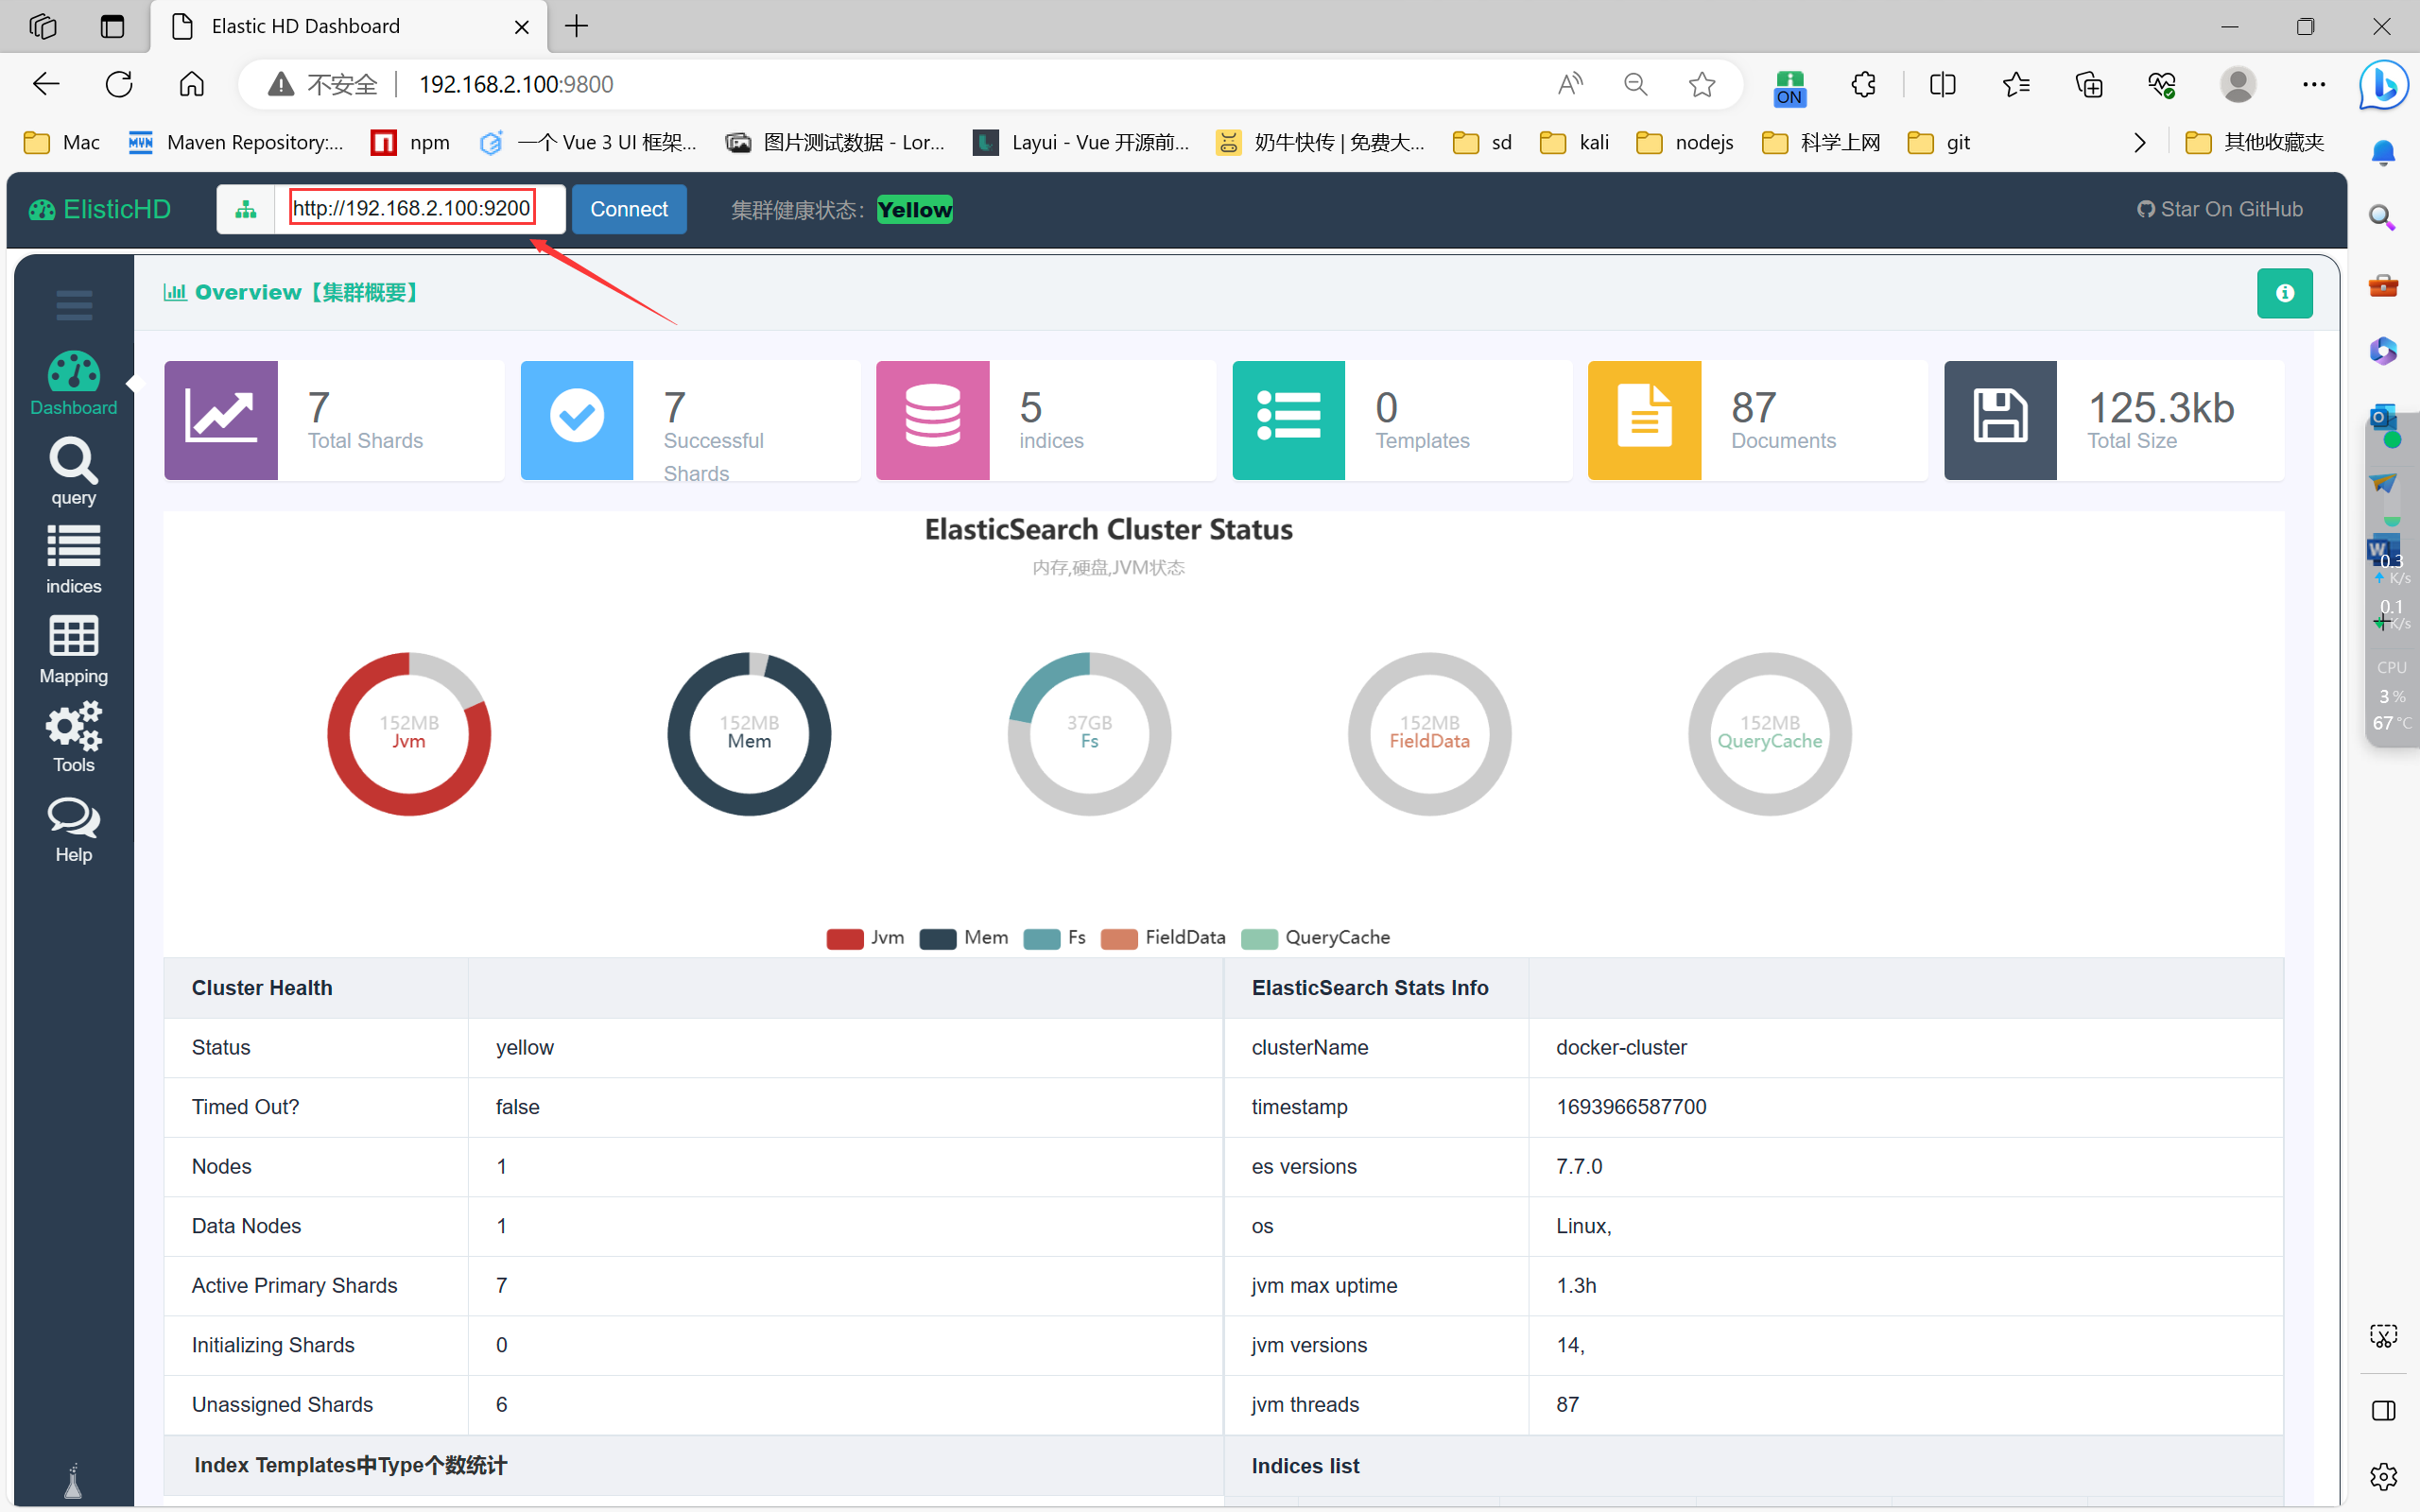 Elastic HD Dashboard
不安全
192.168.2.100:9800
ON
Mac
Maven Repository:...
npm
一个 Vue 3 UI 框架...
图片测试数据 - Lor...
Layui - Vue 开源前...
奶牛快传 | 免费大...
sd
kali
nodejs
科学上网
git
其他收藏夹
ElisticHD
http://192.168.2.100:9200
Connect
集群健康状态: Yellow
Star On GitHub
Overview【集群概要】
Dashboard
query
indices
Mapping
Tools
Help
7
Total Shards
7
Successful
Shards
5
indices
0
Templates
87
Documents
125.3kb
Total Size
ElasticSearch Cluster Status
内存,硬盘,JVM状态
152MB
Jvm
152MB
Mem
37GB
Fs
152MB
FieldData
152MB
QueryCache
Jvm Mem Fs FieldData QueryCache
0.3
K/s
0.1
K/s
CPU
3 %
67 °C
Cluster Health
Status yellow
Timed Out? false
Nodes 1
Data Nodes 1
Active Primary Shards 7
Initializing Shards 0
Unassigned Shards 6
Index Templates中Type个数统计
ElasticSearch Stats Info
clusterName docker-cluster
timestamp 1693966587700
es versions 7.7.0
os Linux,
jvm max uptime 1.3h
jvm versions 14,
jvm threads 87
Indices list